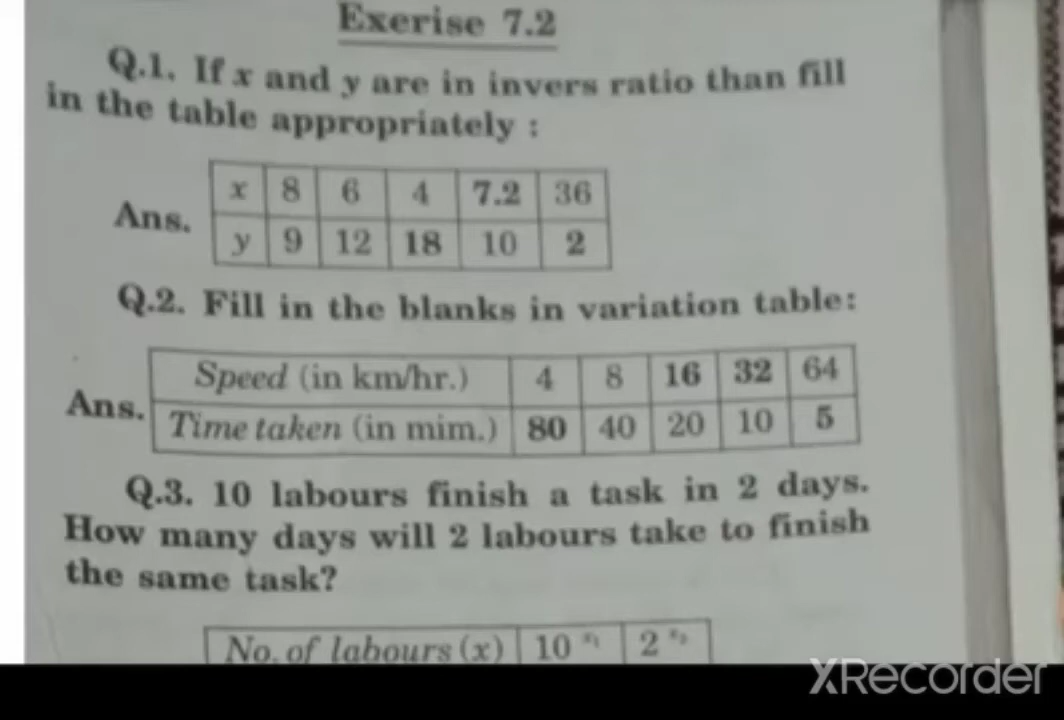 Exerise 7.2
Q.1. If x and y are in invers ratio than fill
in the table appropriately :
Ans.
x 8 6 4 7.2 36
y 9 12 18 10 2
Q.2. Fill in the blanks in variation table:
Ans.
Speed (in km/hr.) 4 8 16 32 64
Time taken (in mim.) 80 40 20 10 5
Q.3. 10 labours finish a task in 2 days.
How many days will 2 labours take to finish
the same task?
No. of labours (x) 10 2
XRecorder